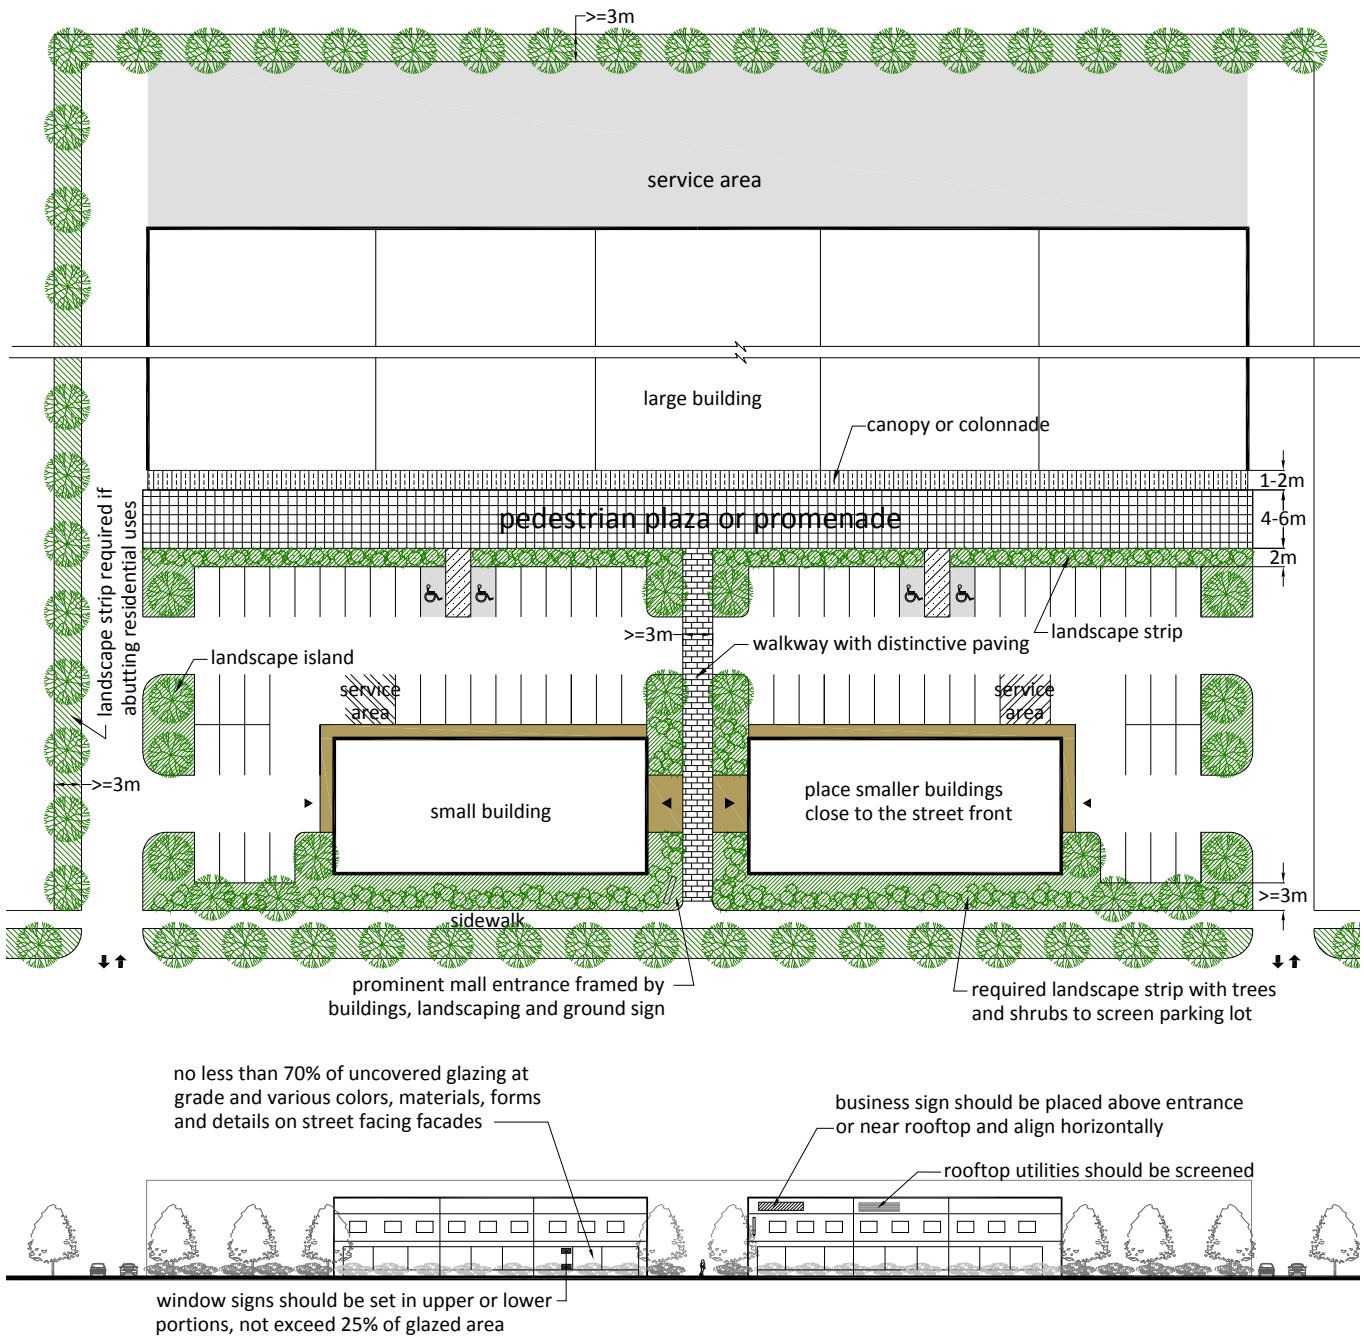 >=3m
service area
large building
canopy or colonnade
1-2m
pedestrian plaza or promenade
4-6m
2m
landscape strip required if
abutting residential uses
>=3m
landscape strip
walkway with distinctive paving
landscape island
service
area
service
area
>=3m
small building
place smaller buildings
close to the street front
>=3m
sidewalk
prominent mall entrance framed by
buildings, landscaping and ground sign
required landscape strip with trees
and shrubs to screen parking lot
no less than 70% of uncovered glazing at
grade and various colors, materials, forms
and details on street facing facades
business sign should be placed above entrance
or near rooftop and align horizontally
rooftop utilities should be screened
window signs should be set in upper or lower
portions, not exceed 25% of glazed area